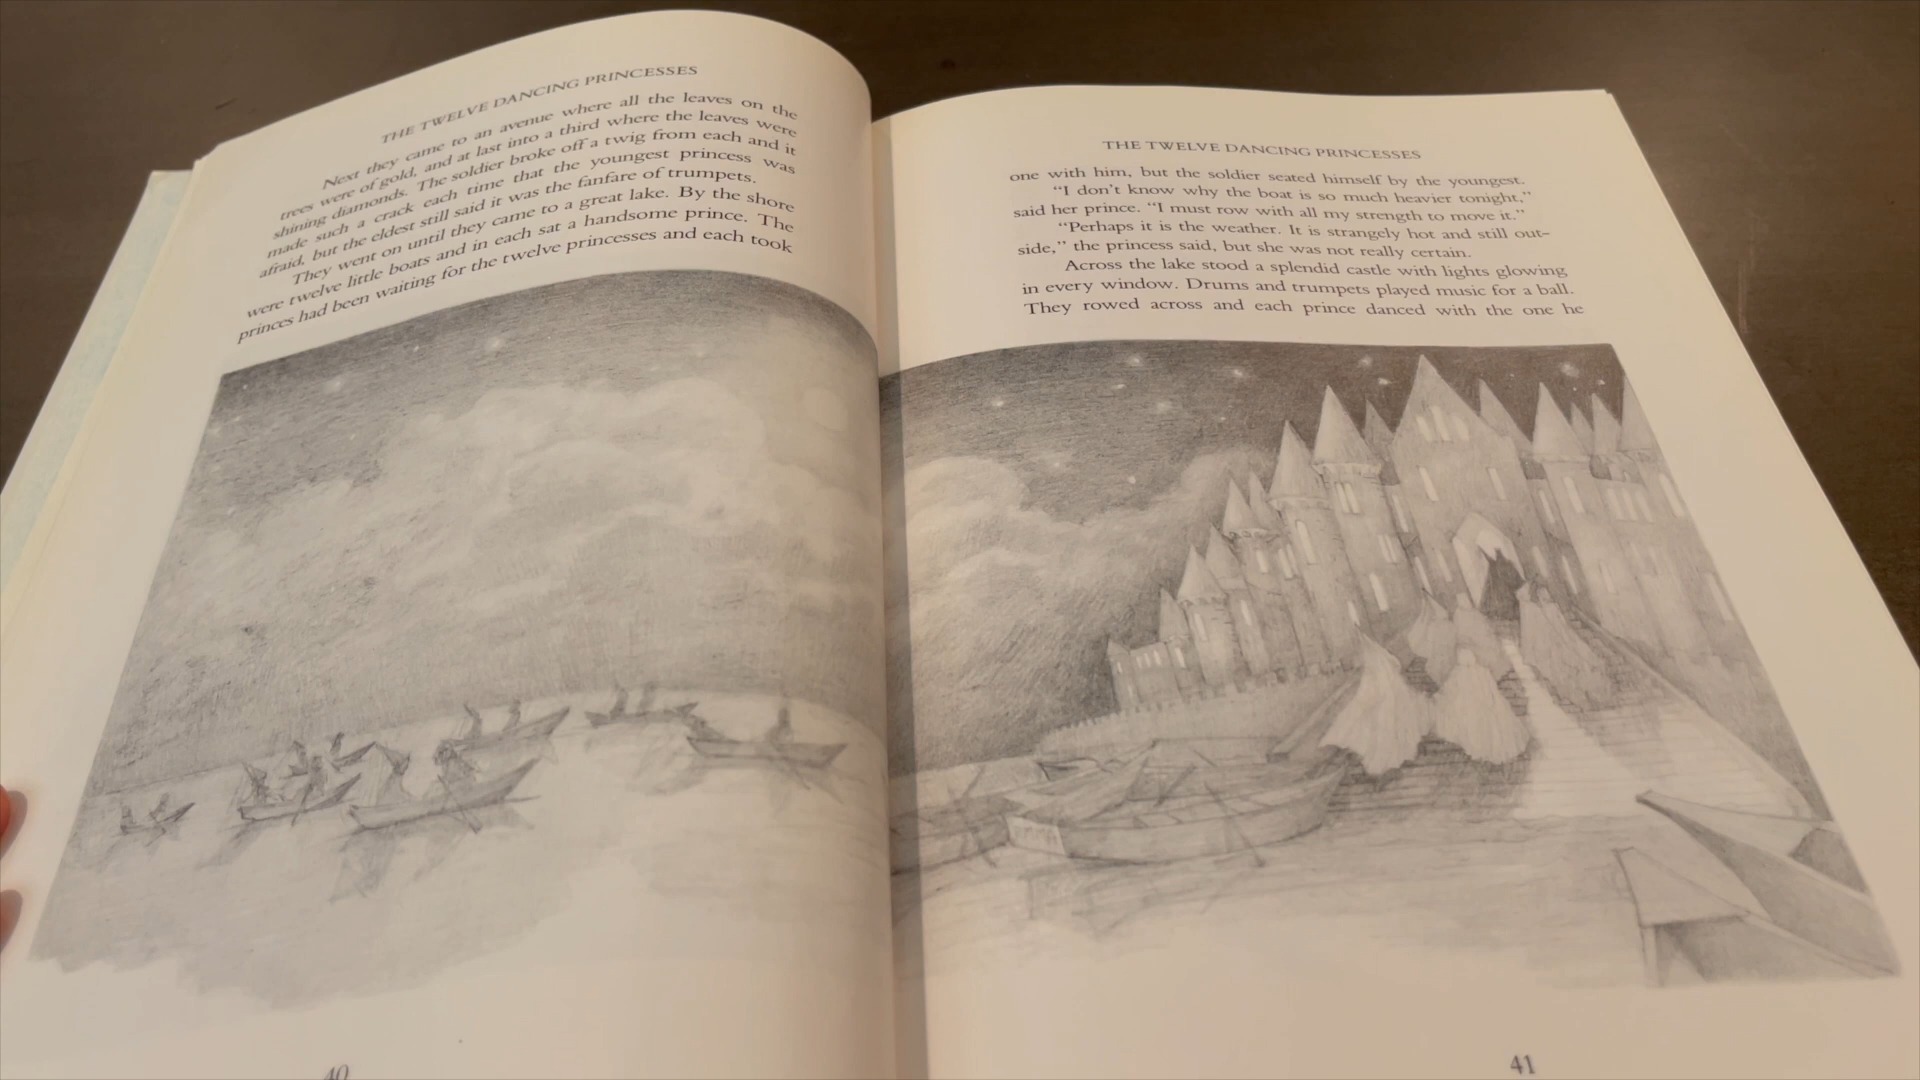 THE TWELVE DANCING PRINCESSES
Next they came to an avenue where all the leaves on the
trees were of gold, and at last into a third where the leaves were
shining diamonds. The soldier broke off a twig from each and it
made such a crack each time that the youngest princess was
afraid, but the eldest still said it was the fanfare of trumpets.
They went on until they came to a great lake. By the shore
were twelve little boats and in each sat a handsome prince. The
princes had been waiting for the twelve princesses and each took
40
THE TWELVE DANCING PRINCESSES
one with him, but the soldier seated himself by the youngest.
“I don’t know why the boat is so much heavier tonight,”
said her prince. “I must row with all my strength to move it.”
“Perhaps it is the weather. It is strangely hot and still out-
side,” the princess said, but she was not really certain.
Across the lake stood a splendid castle with lights glowing
in every window. Drums and trumpets played music for a ball.
They rowed across and each prince danced with the one he
41